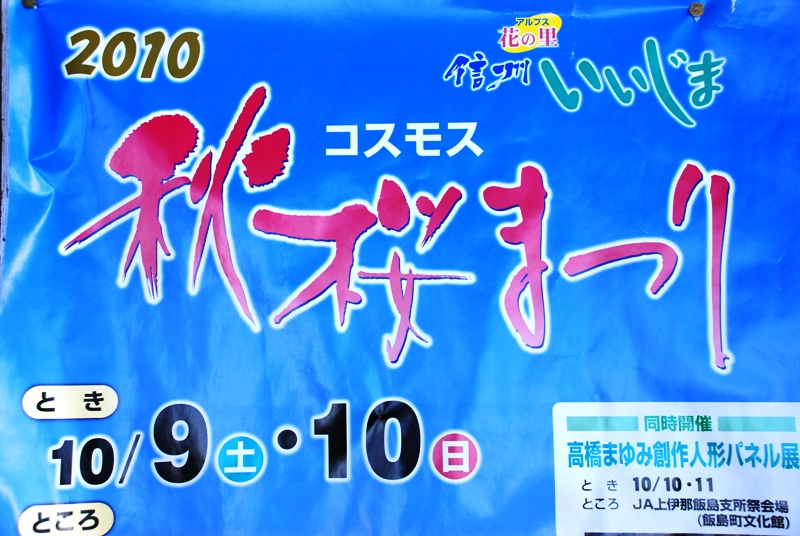 2010
アルプス
花の里
信州 いいじま
コスモス
秋桜まつり
とき
10/9土・10日
ところ
同時開催
高橋まゆみ創作人形パネル展
とき 10/10・11
ところ JA上伊那飯島支所祭会場
(飯島町文化館)